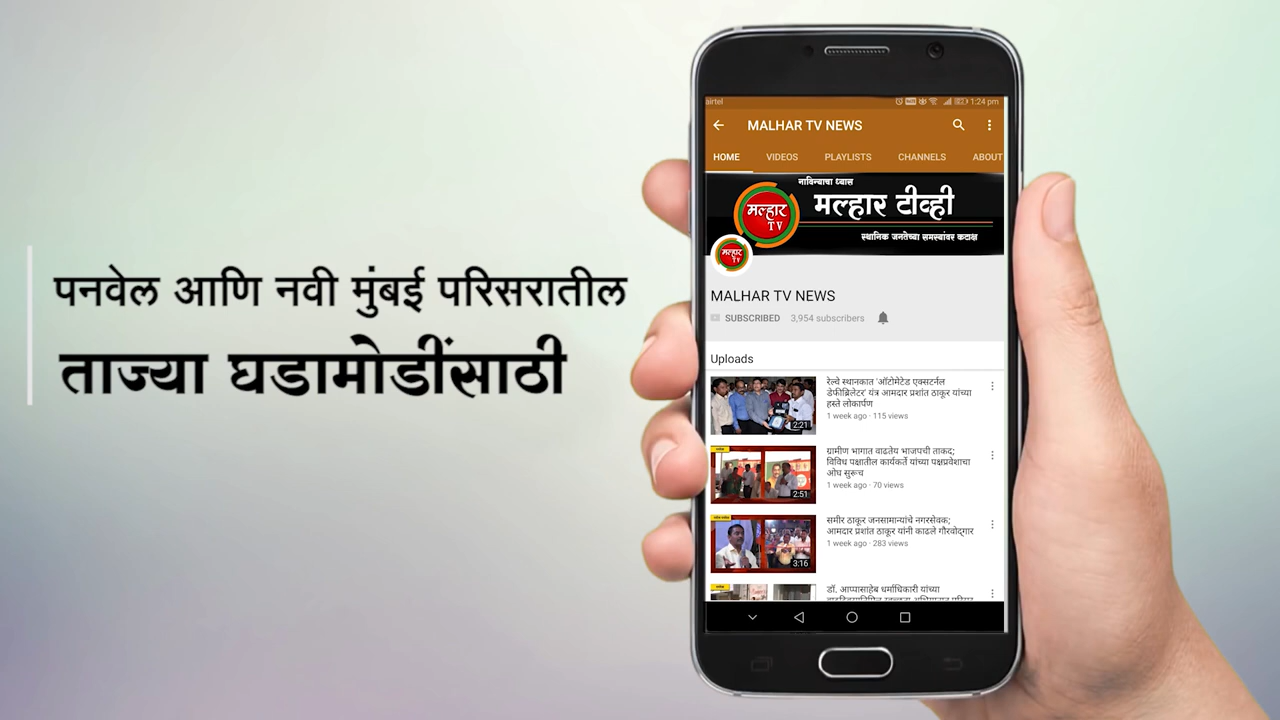 पनवेल आणि नवी मुंबई परिसरातील
ताज्या घडामोडींसाठी
airtel
1:24 pm
MALHAR TV NEWS
HOME VIDEOS PLAYLISTS CHANNELS ABOUT
नाविन्याचा ध्यास
मल्हार टीव्ही
मल्हार
TV
स्थानिक जनतेच्या समस्यांवर कटाक्ष
मल्हार
TV
MALHAR TV NEWS
SUBSCRIBED 3,954 subscribers
Uploads
रेल्वे स्थानकात 'ऑटोमेटेड एक्सटर्नल
डेफीब्रिलेटर' यंत्र आमदार प्रशांत ठाकूर यांच्या
हस्ते लोकार्पण
1 week ago · 115 views
2:21
ग्रामीण भागात वाढतेय भाजपची ताकद;
विविध पक्षातील कार्यकर्ते यांच्या पक्षप्रवेशाचा
ओघ सुरूच
1 week ago · 70 views
2:51
समीर ठाकूर जनसामान्यांचे नगरसेवक;
आमदार प्रशांत ठाकूर यांनी काढले गौरवोद्गार
1 week ago · 283 views
3:16
डॉ. आप्पासाहेब धर्माधिकारी यांच्या